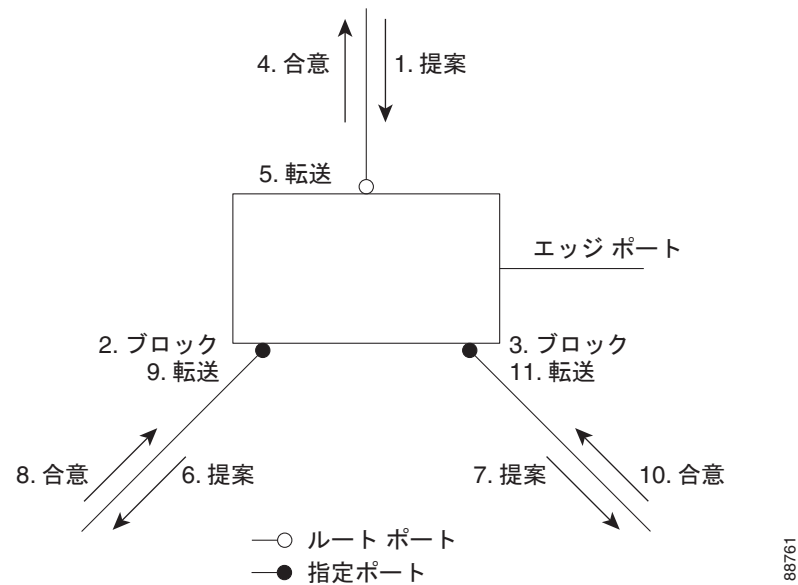 4. 合意
1. 提案
5. 転送
エッジ ポート
2. ブロック
9. 転送
3. ブロック
11. 転送
8. 合意
6. 提案
7. 提案
10. 合意
ルート ポート
指定ポート
88761